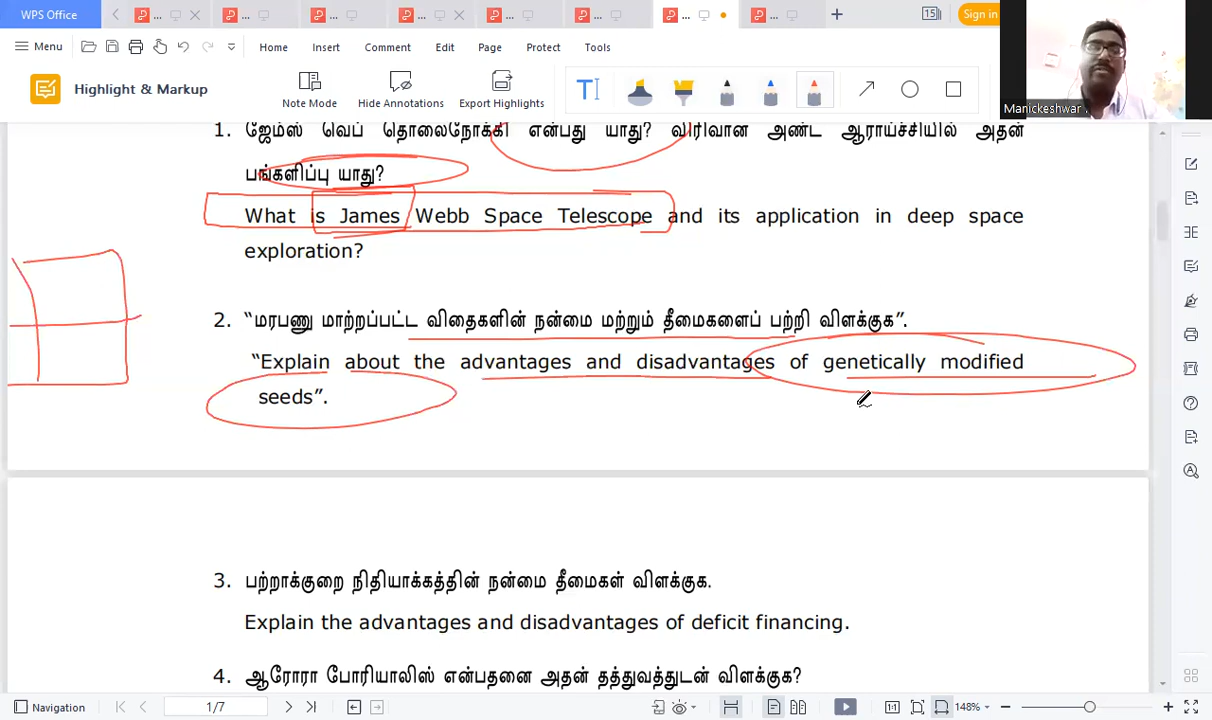 WPS Office
...
...
...
...
...
...
...
...
15
Sign in
Menu
Home
Insert
Comment
Edit
Page
Protect
Tools
Highlight & Markup
Note Mode
Hide Annotations
Export Highlights
Manickeshwar .
1. ஜேம்ஸ் வெப் தொலைநோக்கி என்பது யாது? விரிவான அண்ட ஆராய்ச்சியில் அதன்
பங்களிப்பு யாது?
What is James Webb Space Telescope and its application in deep space
exploration?
2. “மரபணு மாற்றப்பட்ட விதைகளின் நன்மை மற்றும் தீமைகளைப் பற்றி விளக்குக”.
“Explain about the advantages and disadvantages of genetically modified
seeds”.
3. பற்றாக்குறை நிதியாக்கத்தின் நன்மை தீமைகள் விளக்குக.
Explain the advantages and disadvantages of deficit financing.
4. ஆரோரா போரியாலிஸ் என்பதனை அதன் தத்துவத்துடன் விளக்குக?
Navigation
1/7
1:1
148%